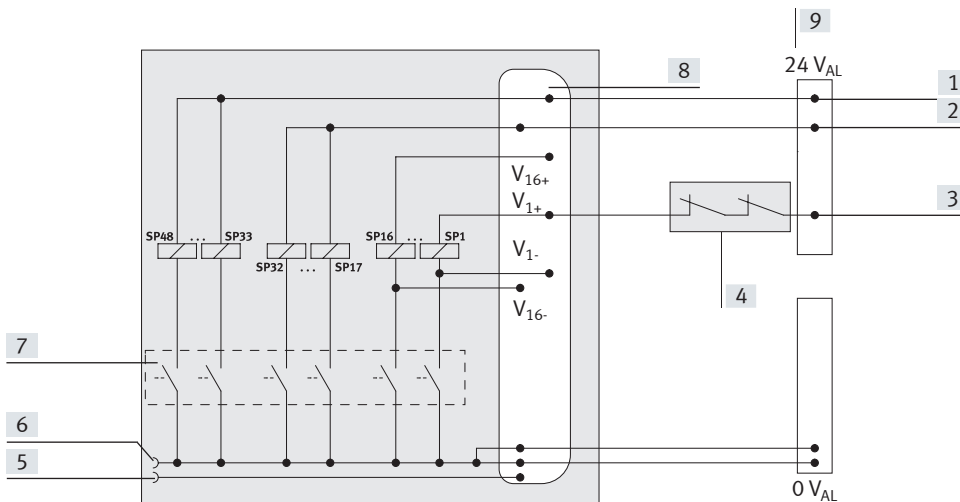 9
24 VAL
8
1
2
V16+
V1+
3
SP48 ... SP33
SP16 ... SP1
SP32 ... SP17
V1-
4
V16-
7
6
5
0 VAL